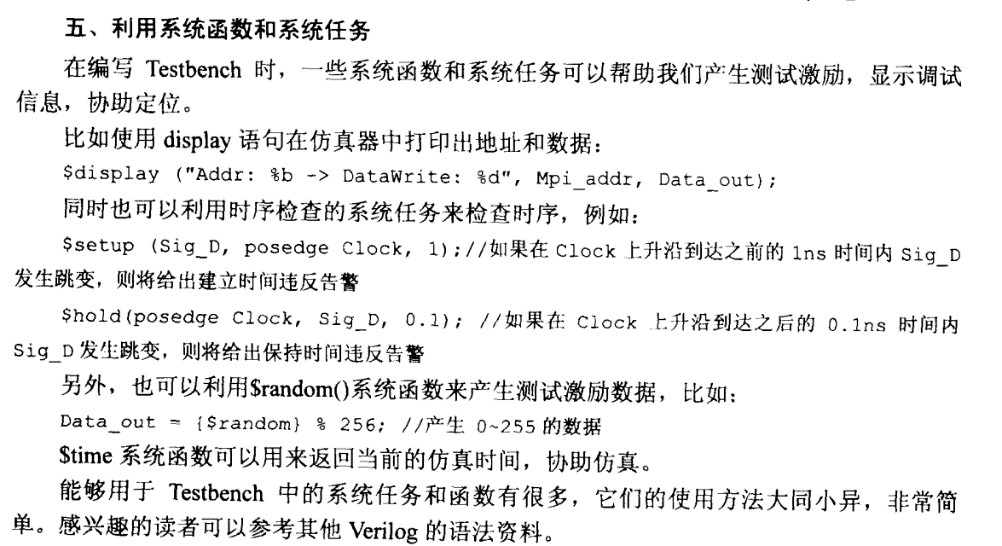 五、利用系统函数和系统任务
在编写 Testbench 时，一些系统函数和系统任务可以帮助我们产生测试激励，显示调试
信息，协助定位。
比如使用 display 语句在仿真器中打印出地址和数据：
$display ("Addr: %b -> DataWrite: %d", Mpi_addr, Data_out);
同时也可以利用时序检查的系统任务来检查时序，例如：
$setup (Sig_D, posedge Clock, 1);//如果在 Clock 上升沿到达之前的 1ns 时间内 Sig_D
发生跳变，则将给出建立时间违反告警
$hold(posedge Clock, Sig_D, 0.1); //如果在 Clock 上升沿到达之后的 0.1ns 时间内
Sig_D 发生跳变，则将给出保持时间违反告警
另外，也可以利用$random()系统函数来产生测试激励数据，比如：
Data_out = {$random} % 256; //产生 0~255 的数据
$time 系统函数可以用来返回当前的仿真时间，协助仿真。
能够用于 Testbench 中的系统任务和函数有很多，它们的使用方法大同小异，非常简
单。感兴趣的读者可以参考其他 Verilog 的语法资料。